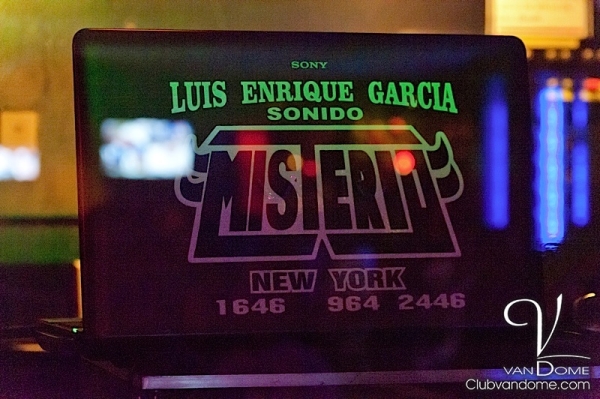 SONY
LUIS ENRIQUE GARCIA
SONIDO
MISTERIO
NEW YORK
1646 964 2446
V
VANDOME
Clubvandome.com